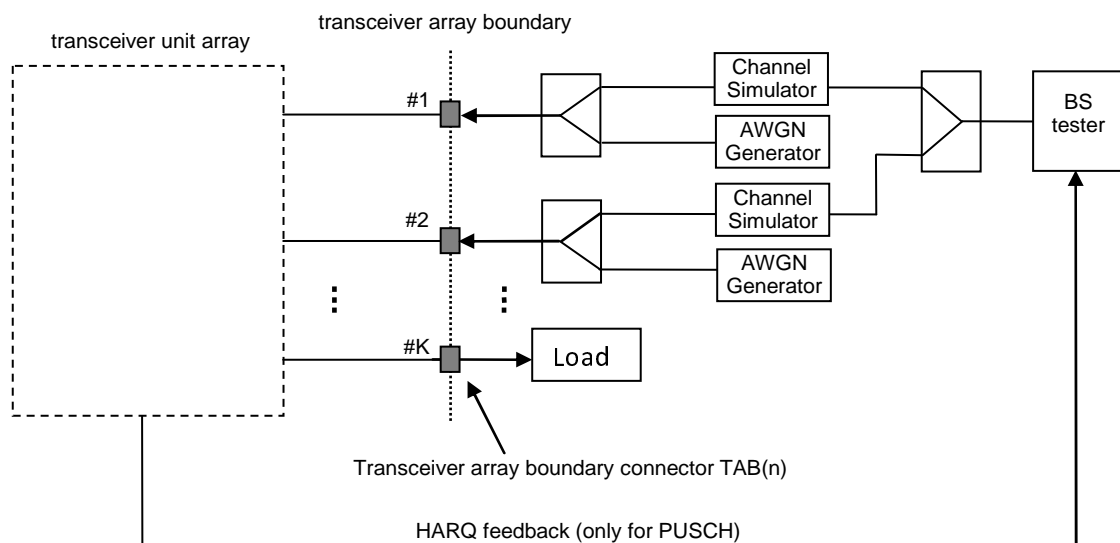 transceiver array boundary
transceiver unit array
#1
Channel
Simulator
AWGN
Generator
BS
tester
#2
Channel
Simulator
AWGN
Generator
#K
Load
Transceiver array boundary connector TAB(n)
HARQ feedback (only for PUSCH)